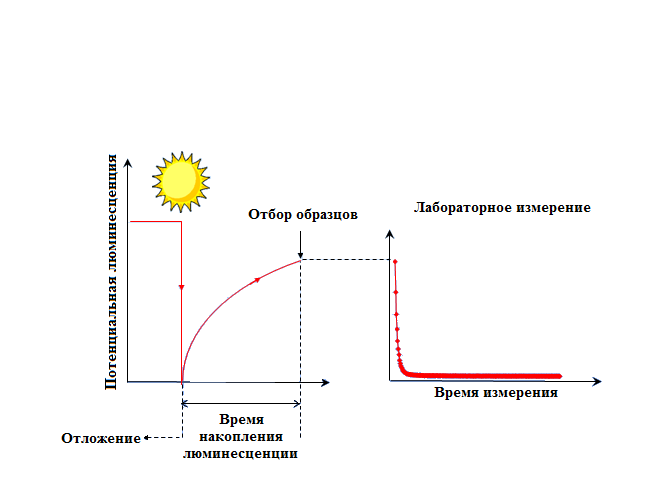 Потенциальная люминесценция
Отбор образцов
Лабораторное измерение
Время измерения
Время
накопления
люминесценции
Отложение